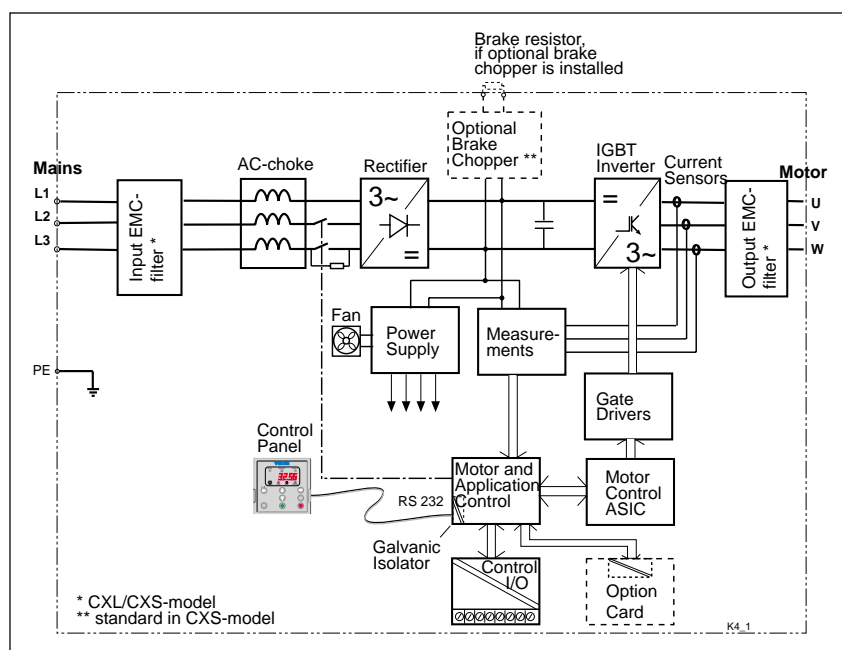 Brake resistor,
if optional brake
chopper is installed
Optional
Brake
Chopper **
IGBT
Inverter
Current
Sensors
AC-choke
Rectifier
Mains
Motor
L1
L2
L3
Input EMC-
filter *
3~
=
=
3~
Output EMC-
filter *
U
V
W
Fan
Power
Supply
Measure-
ments
PE
Gate
Drivers
Control
Panel
Motor and
Application
Control
RS 232
Motor
Control
ASIC
Galvanic
Isolator
Control
I/O
Option
Card
* CXL/CXS-model
** standard in CXS-model
K4_1